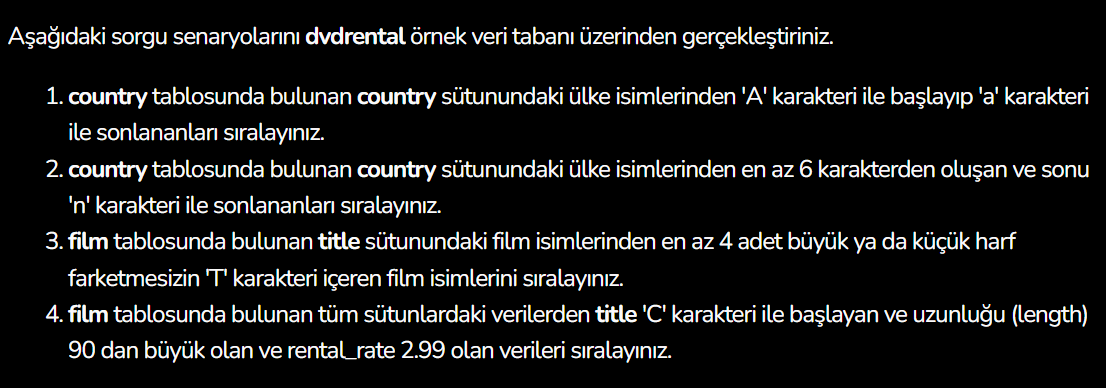 Aşağıdaki sorgu senaryolarını dvdrental örnek veri tabanı üzerinden gerçekleştiriniz.
1. country tablosunda bulunan country sütunundaki ülke isimlerinden 'A' karakteri ile başlayıp 'a' karakteri
ile sonlananları sıralayınız.
2. country tablosunda bulunan country sütunundaki ülke isimlerinden en az 6 karakterden oluşan ve sonu
'n' karakteri ile sonlananları sıralayınız.
3. film tablosunda bulunan title sütunundaki film isimlerinden en az 4 adet büyük ya da küçük harf
farketmesizin 'T' karakteri içeren film isimlerini sıralayınız.
4. film tablosunda bulunan tüm sütunlardaki verilerden title 'C' karakteri ile başlayan ve uzunluğu (length)
90 dan büyük olan ve rental_rate 2.99 olan verileri sıralayınız.